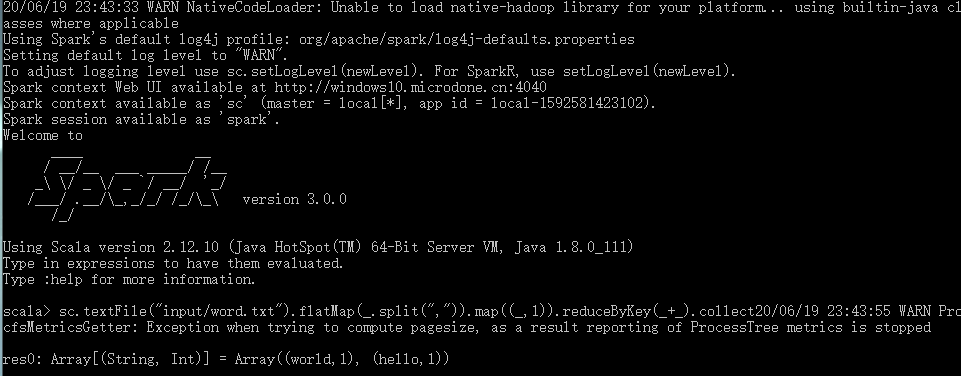 20/06/19 23:43:33 WARN NativeCodeLoader: Unable to load native-hadoop library for your platform... using builtin-java cl
asses where applicable
Using Spark's default log4j profile: org/apache/spark/log4j-defaults.properties
Setting default log level to "WARN".
To adjust logging level use sc.setLogLevel(newLevel). For SparkR, use setLogLevel(newLevel).
Spark context Web UI available at http://windows10.microdone.cn:4040
Spark context available as 'sc' (master = local[*], app id = local-1592581423102).
Spark session available as 'spark'.
Welcome to
Spark version 3.0.0
Using Scala version 2.12.10 (Java HotSpot(TM) 64-Bit Server VM, Java 1.8.0_111)
Type in expressions to have them evaluated.
Type :help for more information.
scala> sc.textFile("input/word.txt").flatMap(_.split(",")).map((_,1)).reduceByKey(_+_).collect20/06/19 23:43:55 WARN Pro
cfsMetricsGetter: Exception when trying to compute pagesize, as a result reporting of ProcessTree metrics is stopped
res0: Array[(String, Int)] = Array((world,1), (hello,1))